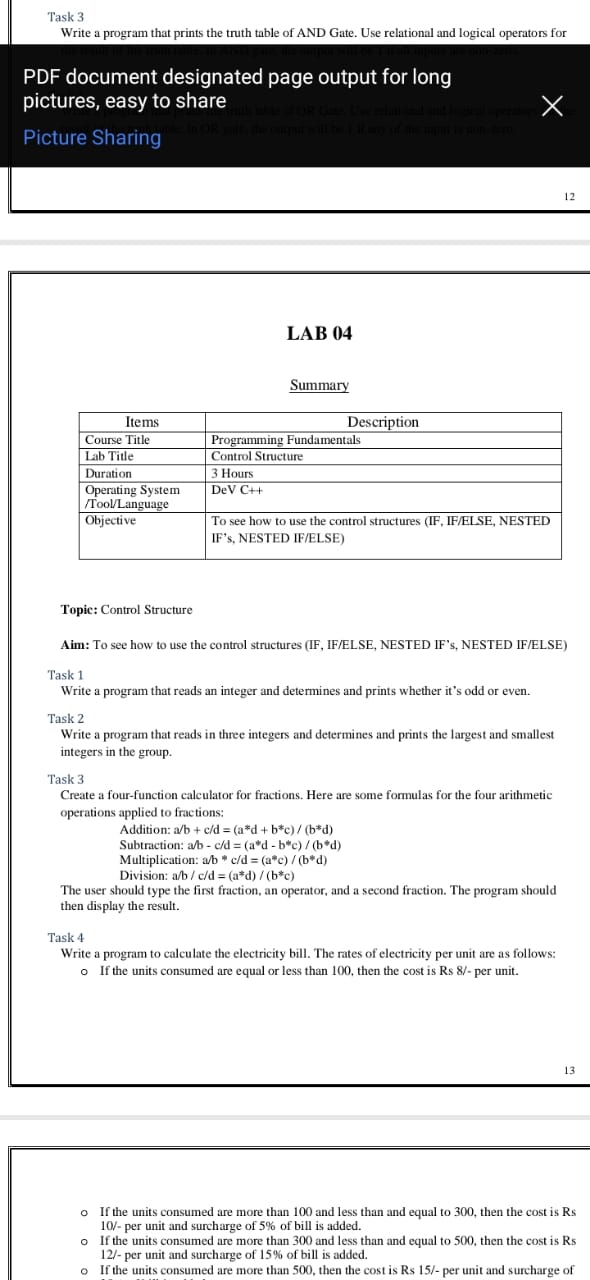 Task 3
Write a program that prints the truth table of AND Gate. Use relational and logical operators for
PDF document designated page output for long
pictures, easy to share
Picture Sharing
12
LAB 04
Summary
Items Description
Course Title Programming Fundamentals
Lab Title Control Structure
Duration 3 Hours
Operating System DeV C++
/Tool/Language
Objective To see how to use the control structures (IF, IF/ELSE, NESTED
IF's, NESTED IF/ELSE)
Topic: Control Structure
Aim: To see how to use the control structures (IF, IF/ELSE, NESTED IF's, NESTED IF/ELSE)
Task 1
Write a program that reads an integer and determines and prints whether it's odd or even.
Task 2
Write a program that reads in three integers and determines and prints the largest and smallest
integers in the group.
Task 3
Create a four-function calculator for fractions. Here are some formulas for the four arithmetic
operations applied to fractions:
Addition: a/b + c/d = (a*d + b*c) / (b*d)
Subtraction: a/b - c/d = (a*d - b*c) / (b*d)
Multiplication: a/b * c/d = (a*c) / (b*d)
Division: a/b / c/d = (a*d) / (b*c)
The user should type the first fraction, an operator, and a second fraction. The program should
then display the result.
Task 4
Write a program to calculate the electricity bill. The rates of electricity per unit are as follows:
o If the units consumed are equal or less than 100, then the cost is Rs 8/- per unit.
13
o If the units consumed are more than 100 and less than and equal to 300, then the cost is Rs
10/- per unit and surcharge of 5% of bill is added.
o If the units consumed are more than 300 and less than and equal to 500, then the cost is Rs
12/- per unit and surcharge of 15% of bill is added.
o If the units consumed are more than 500, then the cost is Rs 15/- per unit and surcharge of